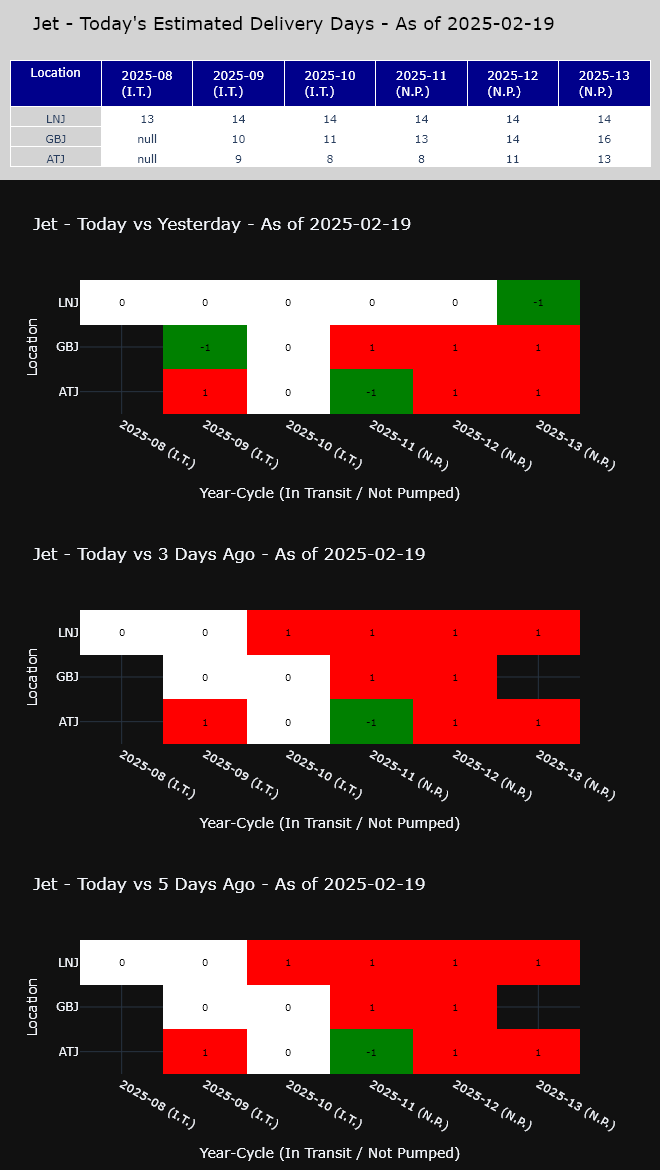 Jet - Today's Estimated Delivery Days - As of 2025-02-19
Location 2025-08 (I.T.) 2025-09 (I.T.) 2025-10 (I.T.) 2025-11 (N.P.) 2025-12 (N.P.) 2025-13 (N.P.)
LNJ 13 14 14 14 14 14
GBJ null 10 11 13 14 16
ATJ null 9 8 8 11 13
Jet - Today vs Yesterday - As of 2025-02-19
Location
LNJ 0 0 0 0 0 -1
GBJ -1 0 1 1 1
ATJ 1 0 -1 1 1
2025-08 (I.T.) 2025-09 (I.T.) 2025-10 (I.T.) 2025-11 (N.P.) 2025-12 (N.P.) 2025-13 (N.P.)
Year-Cycle (In Transit / Not Pumped)
Jet - Today vs 3 Days Ago - As of 2025-02-19
Location
LNJ 0 0 1 1 1 1
GBJ 0 0 1 1
ATJ 1 0 -1 1 1
2025-08 (I.T.) 2025-09 (I.T.) 2025-10 (I.T.) 2025-11 (N.P.) 2025-12 (N.P.) 2025-13 (N.P.)
Year-Cycle (In Transit / Not Pumped)
Jet - Today vs 5 Days Ago - As of 2025-02-19
Location
LNJ 0 0 1 1 1 1
GBJ 0 0 1 1
ATJ 1 0 -1 1 1
2025-08 (I.T.) 2025-09 (I.T.) 2025-10 (I.T.) 2025-11 (N.P.) 2025-12 (N.P.) 2025-13 (N.P.)
Year-Cycle (In Transit / Not Pumped)